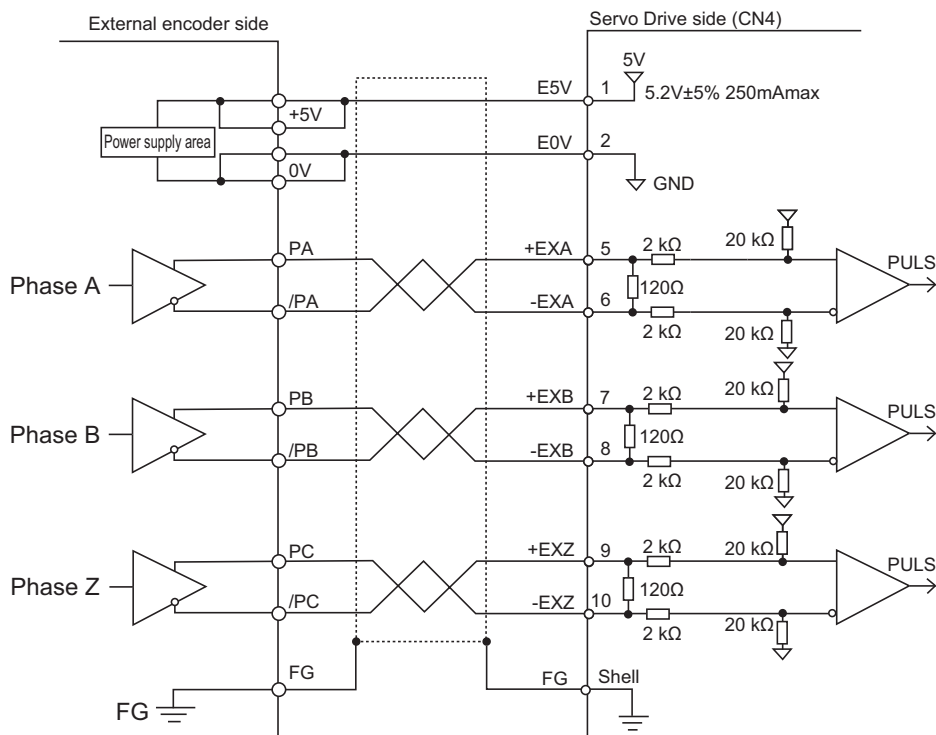 External encoder side
Servo Drive side (CN4)
5V
E5V
1
5.2V±5% 250mAmax
+5V
Power supply area
E0V
2
0V
GND
PA
+EXA
5
2 kΩ
20 kΩ
PULS
Phase A
120Ω
/PA
-EXA
6
2 kΩ
20 kΩ
PB
+EXB
7
2 kΩ
20 kΩ
PULS
Phase B
120Ω
/PB
-EXB
8
2 kΩ
20 kΩ
PC
+EXZ
9
2 kΩ
20 kΩ
PULS
Phase Z
120Ω
/PC
-EXZ
10
2 kΩ
20 kΩ
FG
FG
Shell
FG